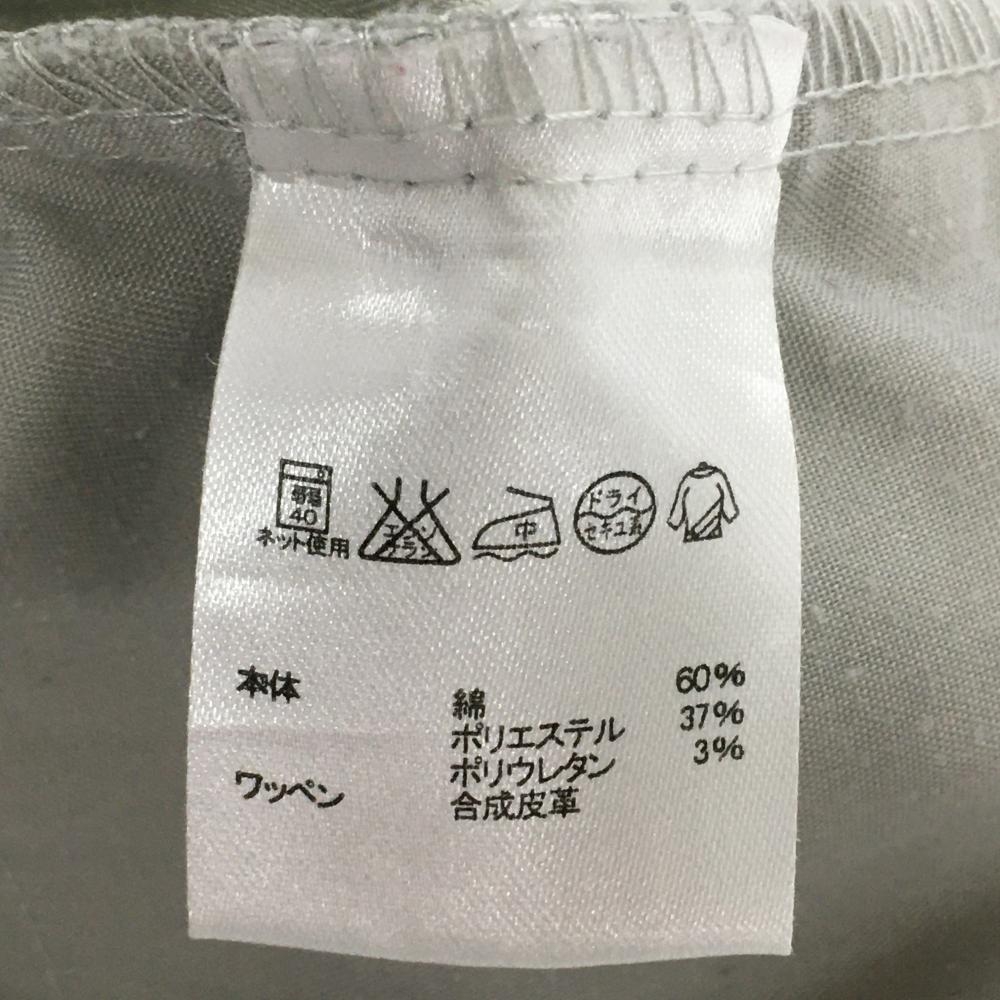 弱
40
ネット使用
エンソ
サラシ
中
ドライ
セキユ系
本体
綿 60%
ポリエステル 37%
ポリウレタン 3%
ワッペン
合成皮革